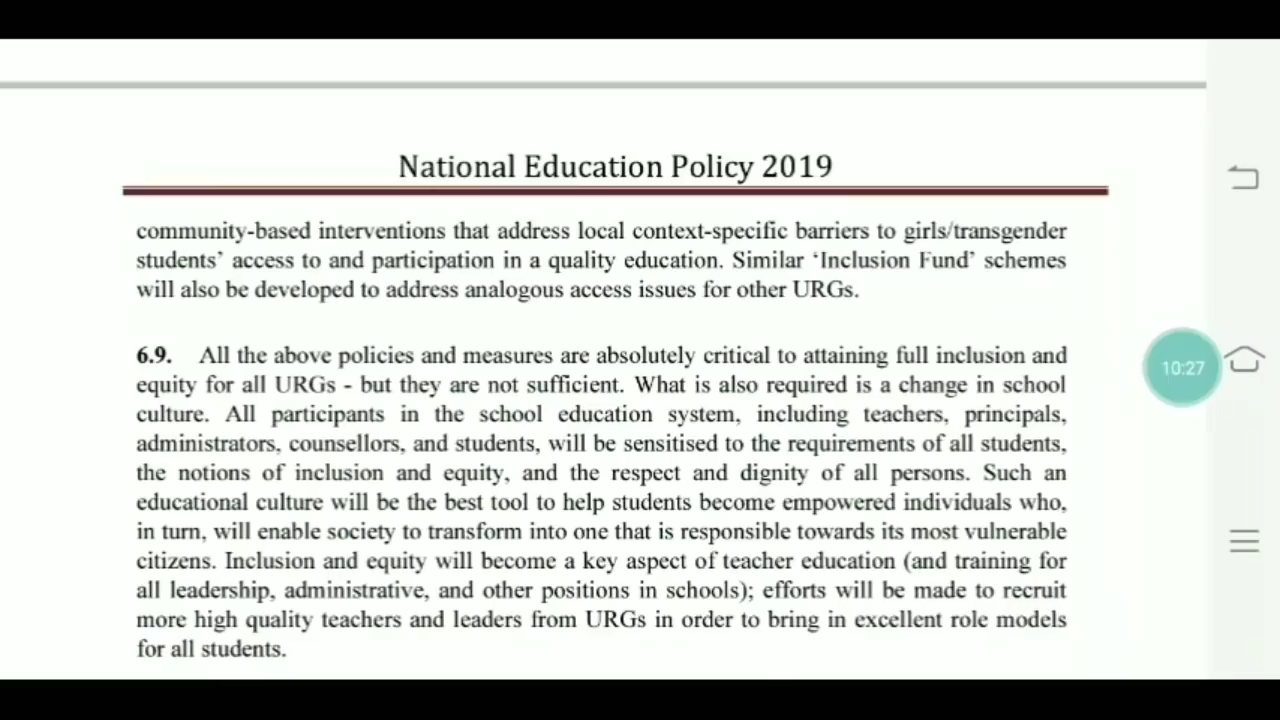 National Education Policy 2019
community-based interventions that address local context-specific barriers to girls/transgender
students’ access to and participation in a quality education. Similar ‘Inclusion Fund’ schemes
will also be developed to address analogous access issues for other URGs.
6.9. All the above policies and measures are absolutely critical to attaining full inclusion and
equity for all URGs - but they are not sufficient. What is also required is a change in school
culture. All participants in the school education system, including teachers, principals,
administrators, counsellors, and students, will be sensitised to the requirements of all students,
the notions of inclusion and equity, and the respect and dignity of all persons. Such an
educational culture will be the best tool to help students become empowered individuals who,
in turn, will enable society to transform into one that is responsible towards its most vulnerable
citizens. Inclusion and equity will become a key aspect of teacher education (and training for
all leadership, administrative, and other positions in schools); efforts will be made to recruit
more high quality teachers and leaders from URGs in order to bring in excellent role models
for all students.
10:27